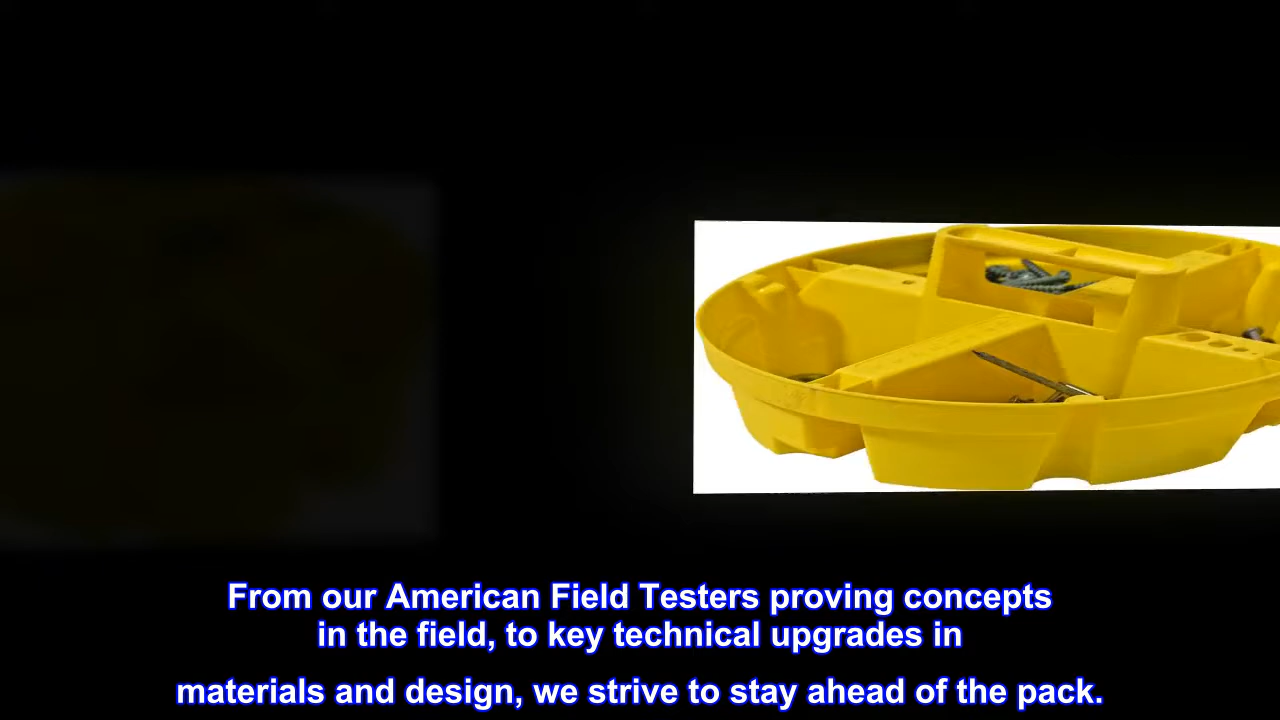 From our American Field Testers proving concepts
in the field, to key technical upgrades in
materials and design, we strive to stay ahead of the pack.